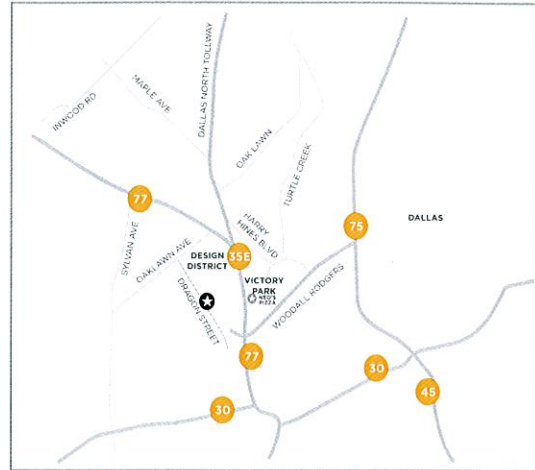 INWOOD RD
MAPLE AVE
DALLAS NORTH TOLLWAY
OAK LAWN
TURTLE CREEK
77
SYLVAN AVE
OAKLAWN AVE
HARRY
HINES BLVD
75
DALLAS
DESIGN
DISTRICT
35E
DRAGON STREET
VICTORY
PARK
NEO'S
PIZZA
WOODALL RODGERS
77
30
30
45